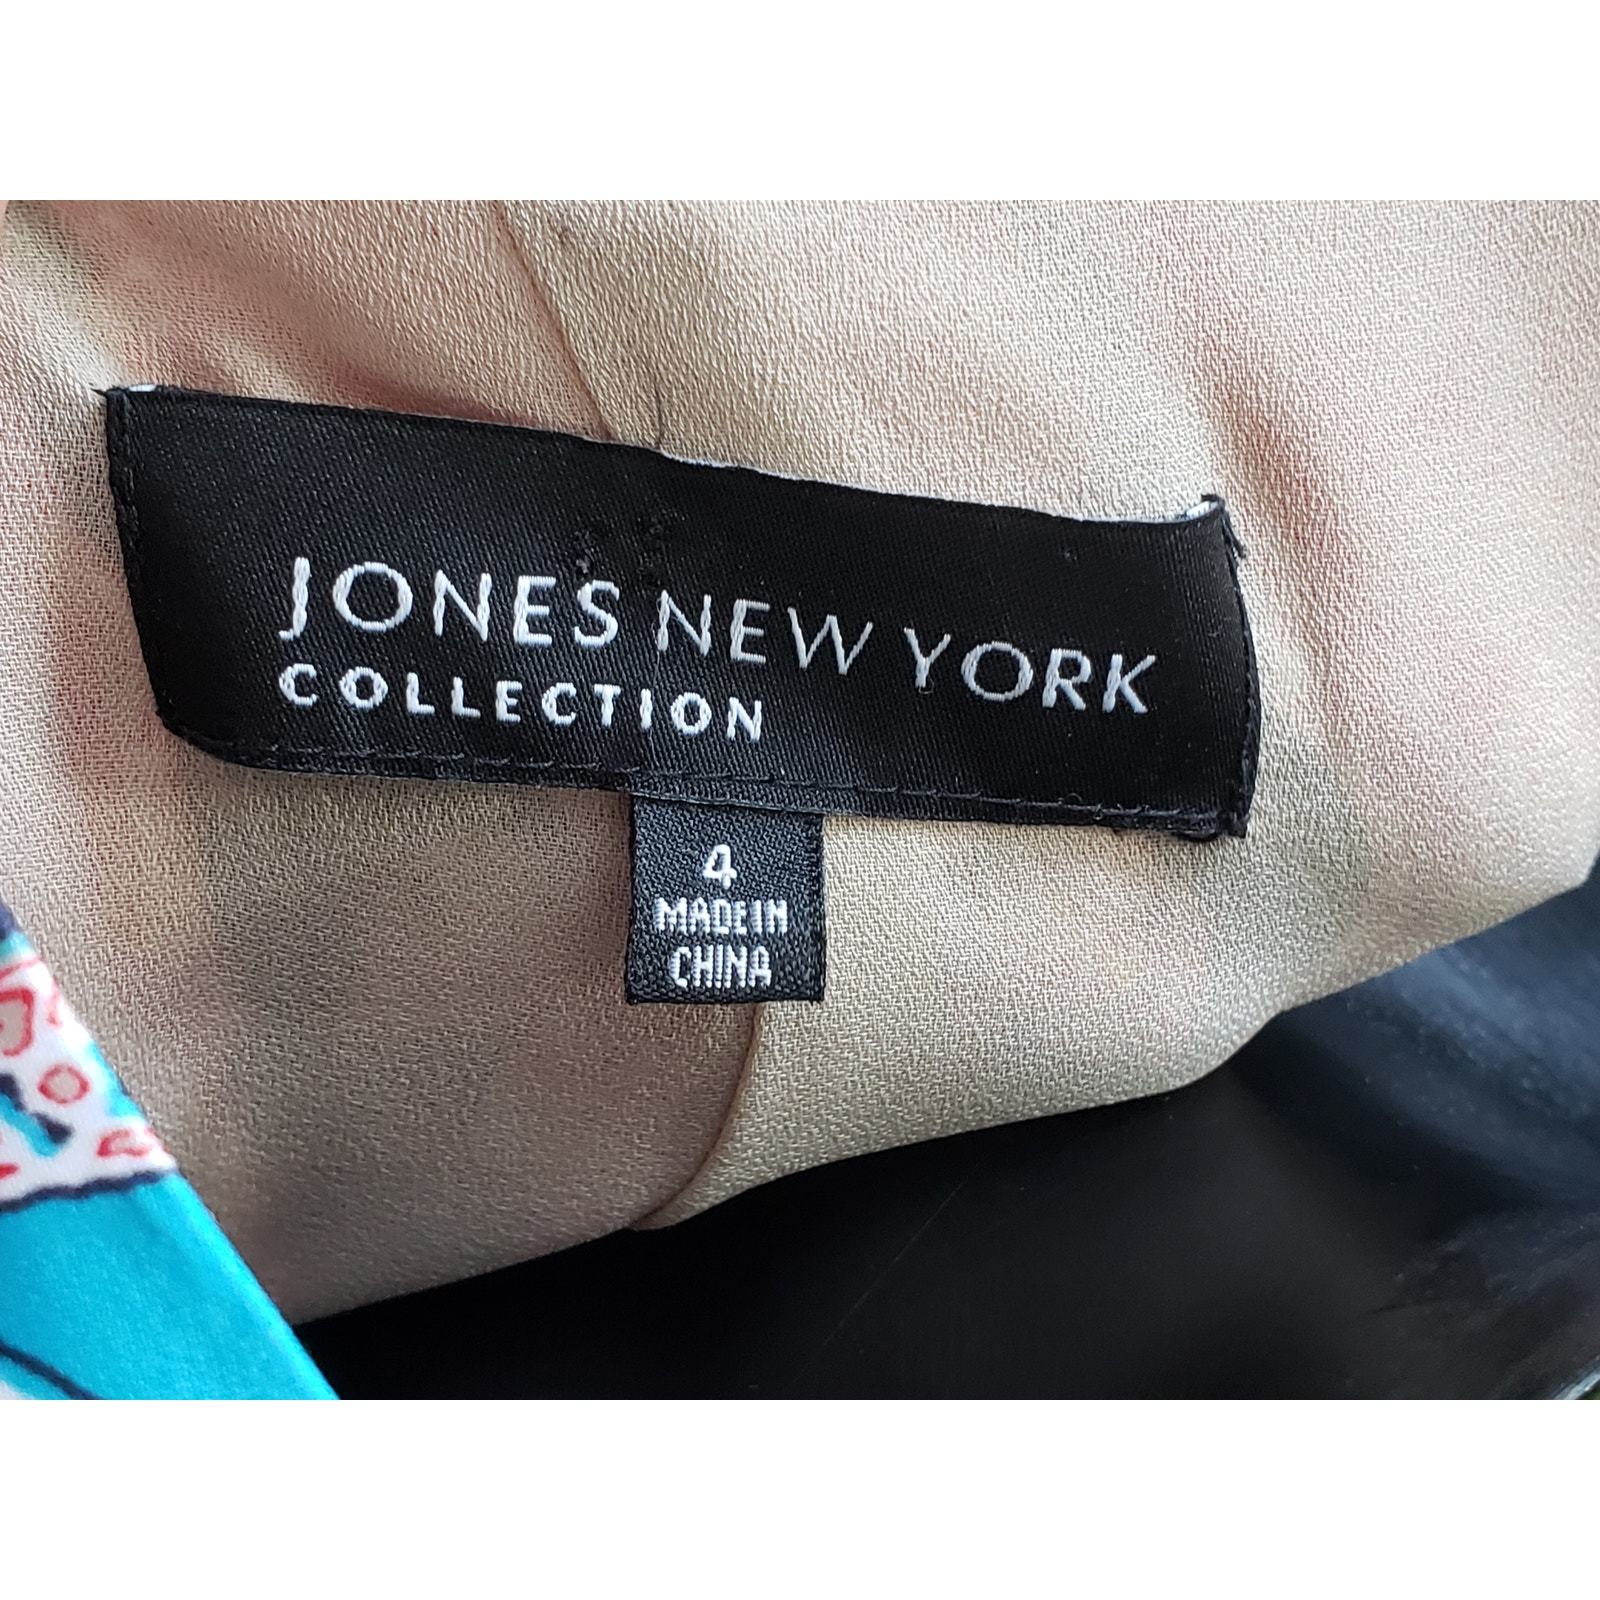 JONES NEW YORK
COLLECTION
4
MADE IN
CHINA